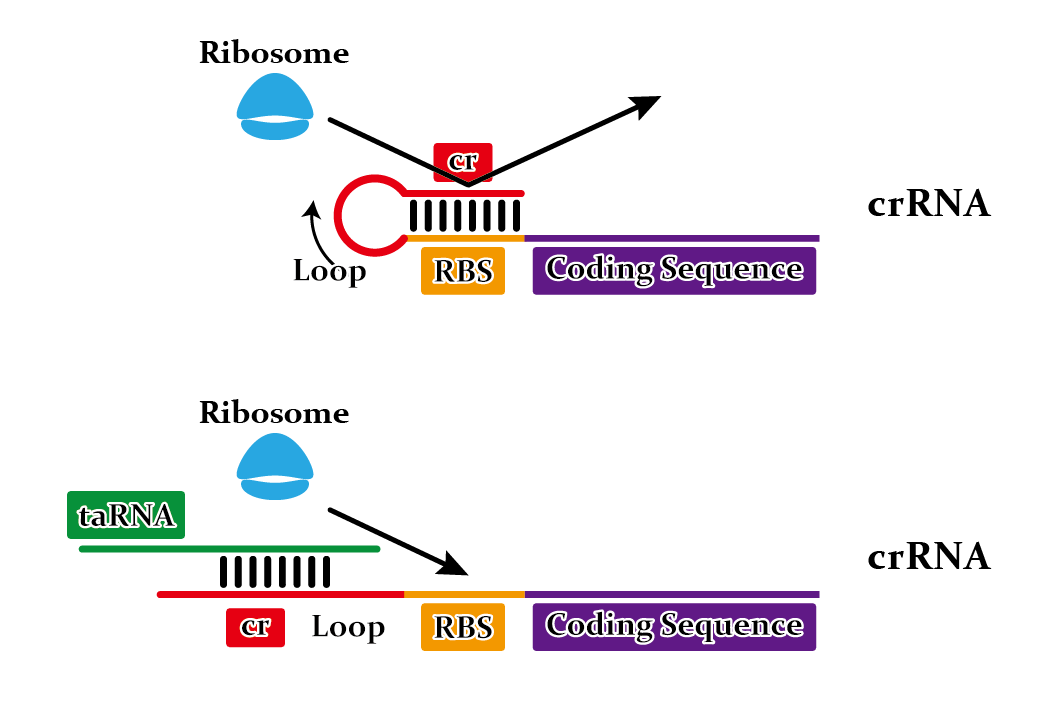 Ribosome
cr
crRNA
Loop
RBS
Coding Sequence
Ribosome
taRNA
crRNA
cr
Loop
RBS
Coding Sequence